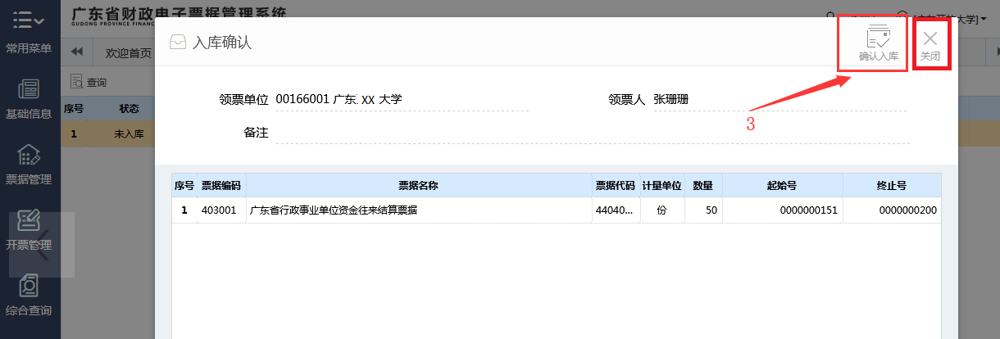 广东省财政电子票据管理系统
GUDONG PROVINCE FINANC
常用菜单
基础信息
票据管理
开票管理
综合查询
欢迎首页
查询
序号 状态
1 未入库
入库确认
确认入库
关闭
领票单位 00166001 广东 XX 大学
领票人 张珊珊
备注
3
序号 票据编码 票据名称 票据代码 计量单位 数量 起始号 终止号
1 403001 广东省行政事业单位资金往来结算票据 44040... 份 50 0000000151 0000000200